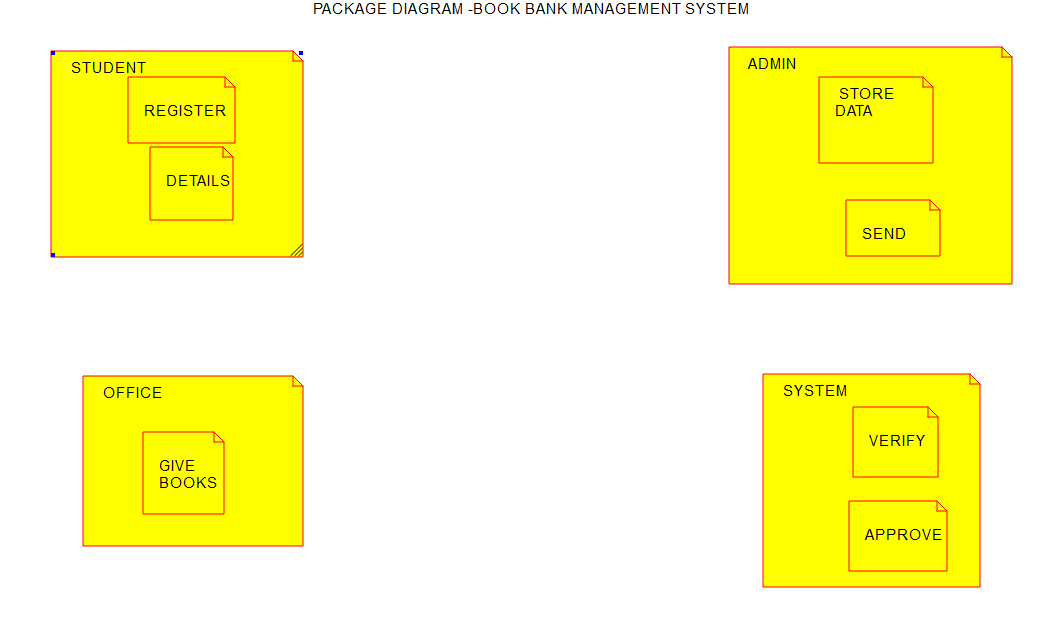 PACKAGE DIAGRAM -BOOK BANK MANAGEMENT SYSTEM
STUDENT
REGISTER
DETAILS
ADMIN
STORE
DATA
SEND
OFFICE
GIVE
BOOKS
SYSTEM
VERIFY
APPROVE